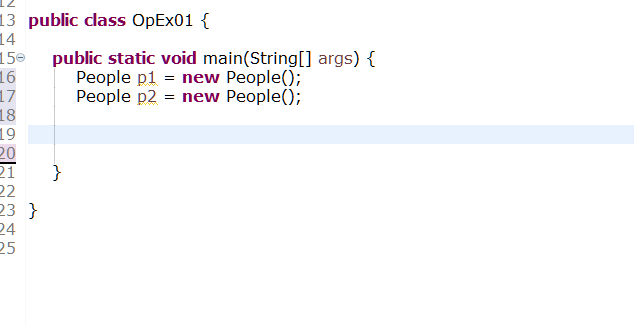 12
13 public class OpEx01 {
14
15 public static void main(String[] args) {
16 People p1 = new People();
17 People p2 = new People();
18
19
20
21 }
22
23 }
24
25